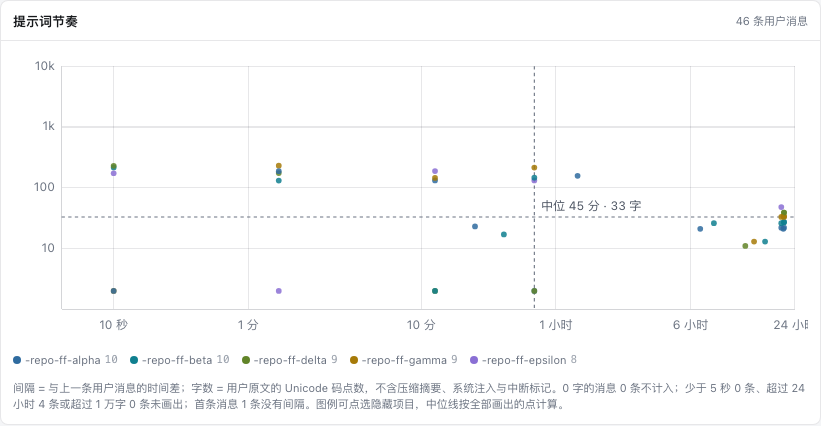 提示词节奏
46 条用户消息
10k
1k
100
10
中位 45 分 · 33 字
10 秒
1 分
10 分
1 小时
6 小时
24 小
-repo-ff-alpha 10
-repo-ff-beta 10
-repo-ff-delta 9
-repo-ff-gamma 9
-repo-ff-epsilon 8
间隔 = 与上一条用户消息的时间差；字数 = 用户原文的 Unicode 码点数，不含压缩摘要、系统注入与中断标记。0 字的消息 0 条不计入；少于 5 秒 0 条、超过 24
小时 4 条或超过 1 万字 0 条未画出；首条消息 1 条没有间隔。图例可点选隐藏项目，中位线按全部画出的点计算。